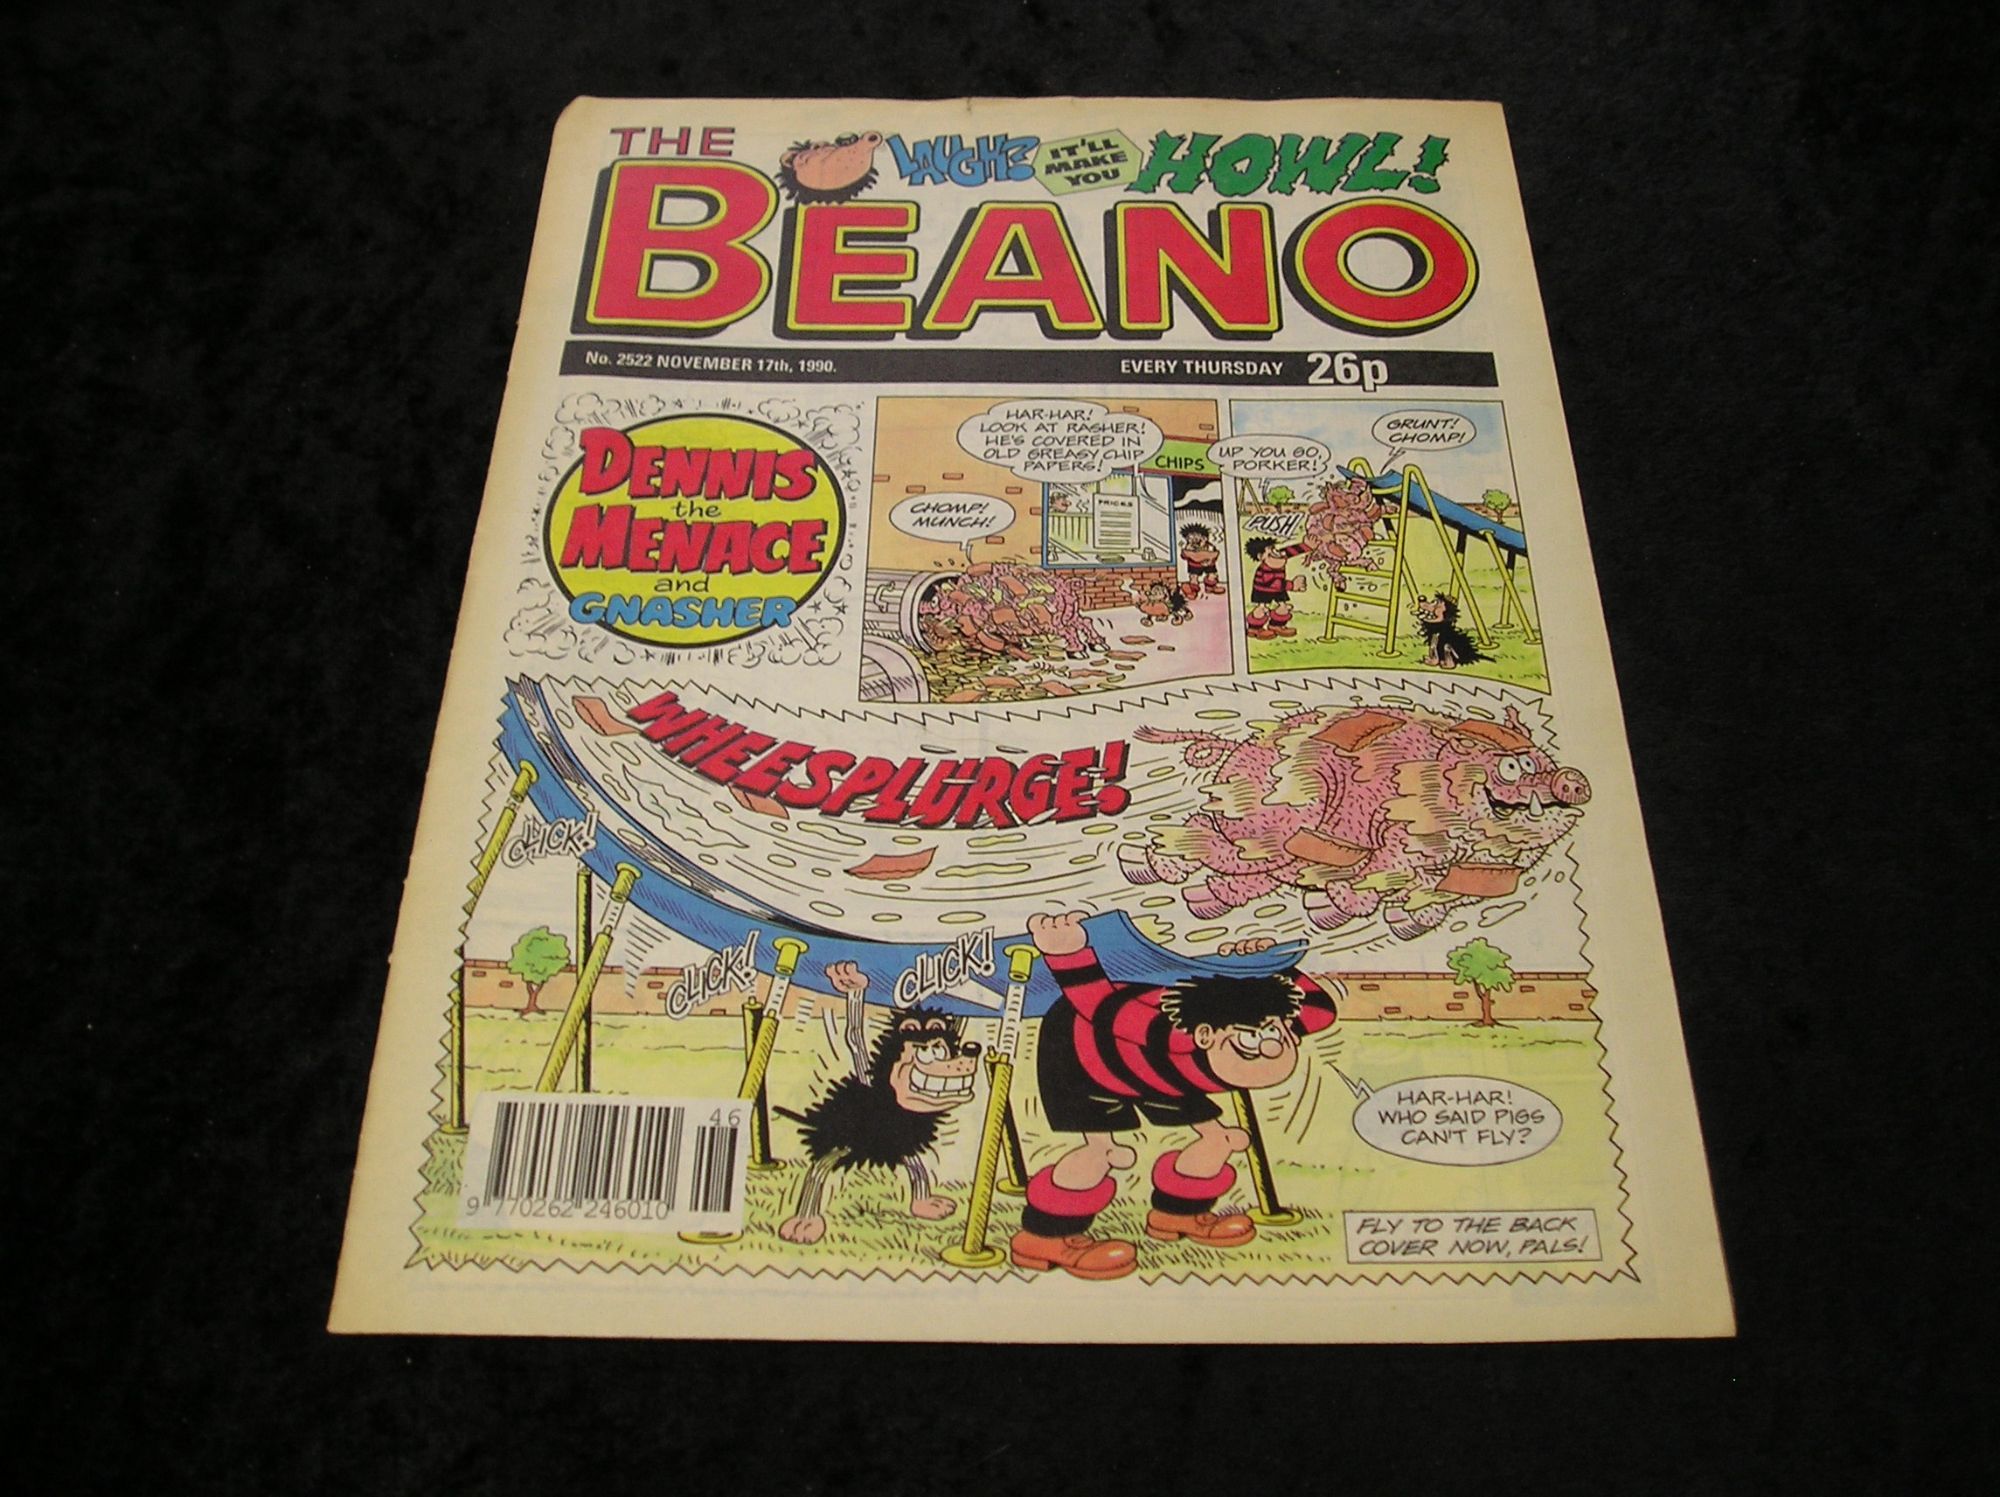 THE
BEANO
LAUGH? IT'LL MAKE YOU HOWL!
No. 2522 NOVEMBER 17th, 1990.
EVERY THURSDAY 26p
DENNIS
the
MENACE
and
GNASHER
HAR-HAR!
LOOK AT RASHER!
HE'S COVERED IN
OLD GREASY CHIP
PAPERS!
CHIPS
PRICES
CHOMP!
MUNCH!
UP YOU GO,
PORKER!
GRUNT!
CHOMP!
PUSH!
WHEESPLURGE!
CLICK!
CLICK!
CLICK!
HAR-HAR!
WHO SAID PIGS
CAN'T FLY?
46
9 770262 246010
FLY TO THE BACK
COVER NOW, PALS!